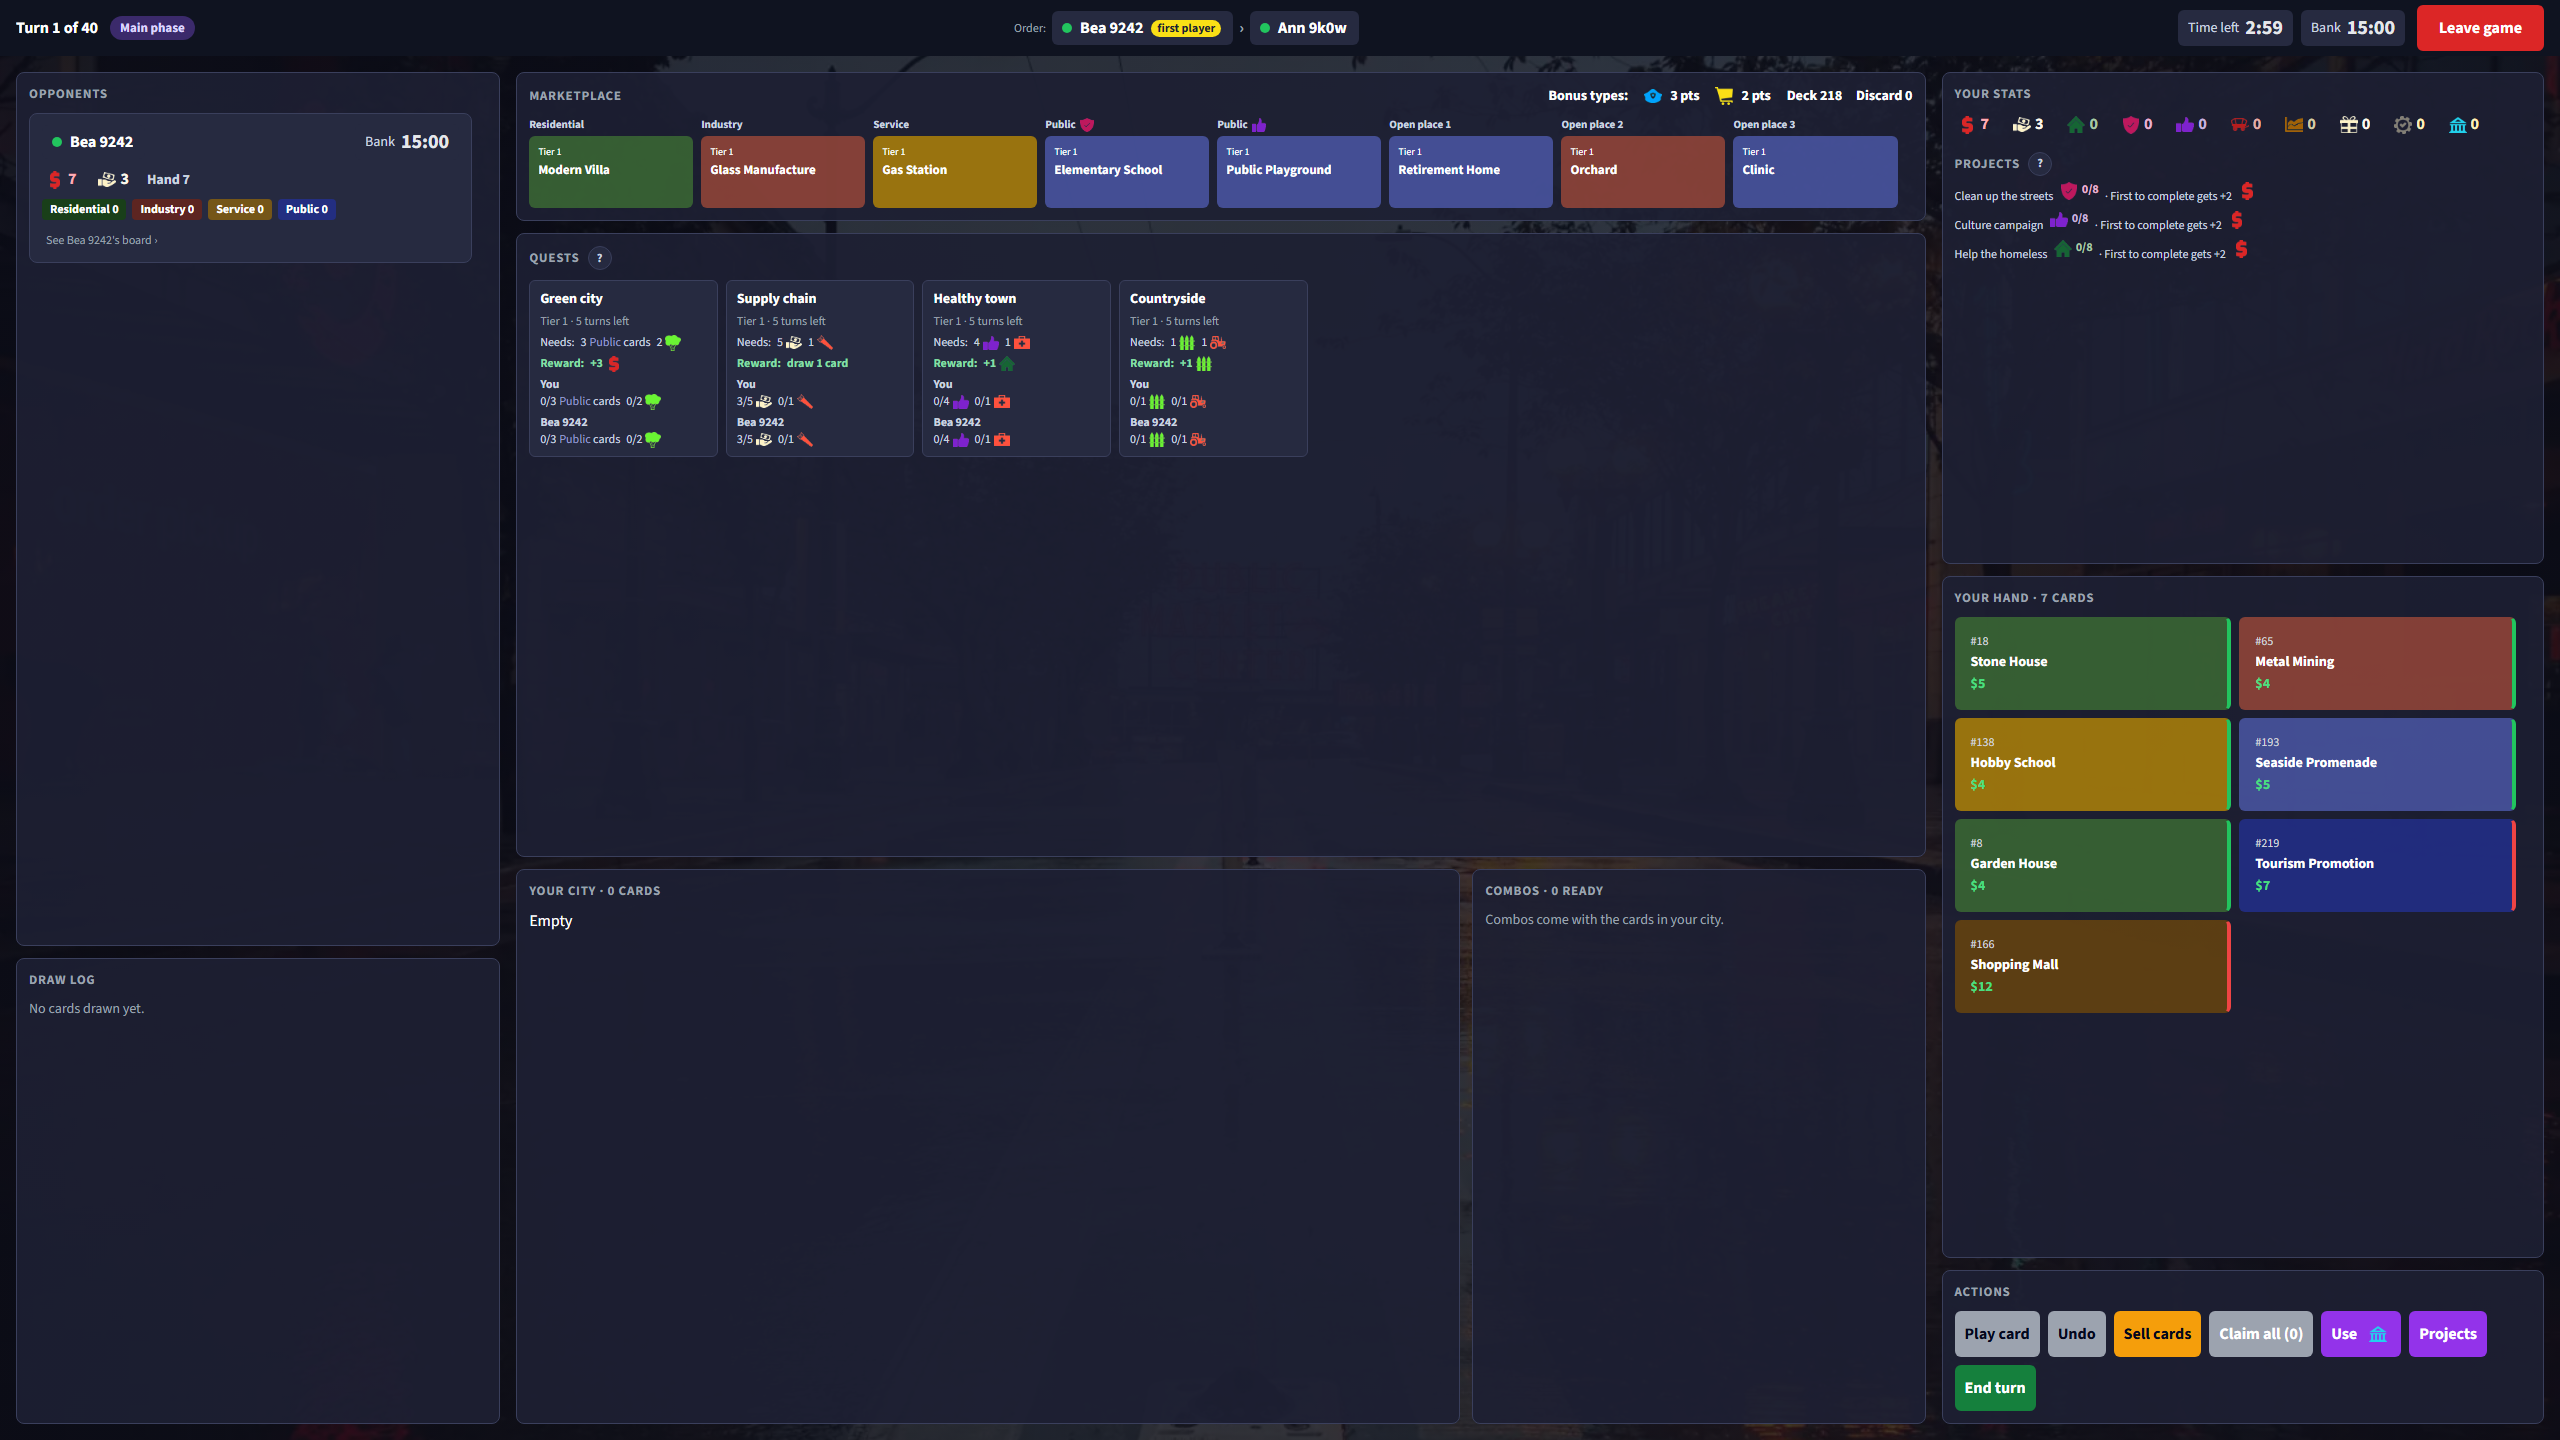 Turn 1 of 40 Main phase
Order: Bea 9242 first player › Ann 9k0w
Time left 2:59 Bank 15:00 Leave game
OPPONENTS
Bea 9242 Bank 15:00
7 3 Hand 7
Residential 0 Industry 0 Service 0 Public 0
See Bea 9242's board ›
DRAW LOG
No cards drawn yet.
MARKETPLACE
Bonus types: 3 pts 2 pts Deck 218 Discard 0
Residential Industry Service Public Public Open place 1 Open place 2 Open place 3
Tier 1 Tier 1 Tier 1 Tier 1 Tier 1 Tier 1 Tier 1 Tier 1
Modern Villa Glass Manufacture Gas Station Elementary School Public Playground Retirement Home Orchard Clinic
QUESTS ?
Green city
Tier 1 · 5 turns left
Needs: 3 Public cards 2
Reward: +3
You
0/3 Public cards 0/2
Bea 9242
0/3 Public cards 0/2
Supply chain
Tier 1 · 5 turns left
Needs: 5 1
Reward: draw 1 card
You
3/5 0/1
Bea 9242
3/5 0/1
Healthy town
Tier 1 · 5 turns left
Needs: 4 1
Reward: +1
You
0/4 0/1
Bea 9242
0/4 0/1
Countryside
Tier 1 · 5 turns left
Needs: 1 1
Reward: +1
You
0/1 0/1
Bea 9242
0/1 0/1
YOUR CITY · 0 CARDS
Empty
COMBOS · 0 READY
Combos come with the cards in your city.
YOUR STATS
7 3 0 0 0 0 0 0 0 0
PROJECTS ?
Clean up the streets 0/8 · First to complete gets +2
Culture campaign 0/8 · First to complete gets +2
Help the homeless 0/8 · First to complete gets +2
YOUR HAND · 7 CARDS
#18
Stone House
$5
#65
Metal Mining
$4
#138
Hobby School
$4
#193
Seaside Promenade
$5
#8
Garden House
$4
#219
Tourism Promotion
$7
#166
Shopping Mall
$12
ACTIONS
Play card Undo Sell cards Claim all (0) Use Projects
End turn